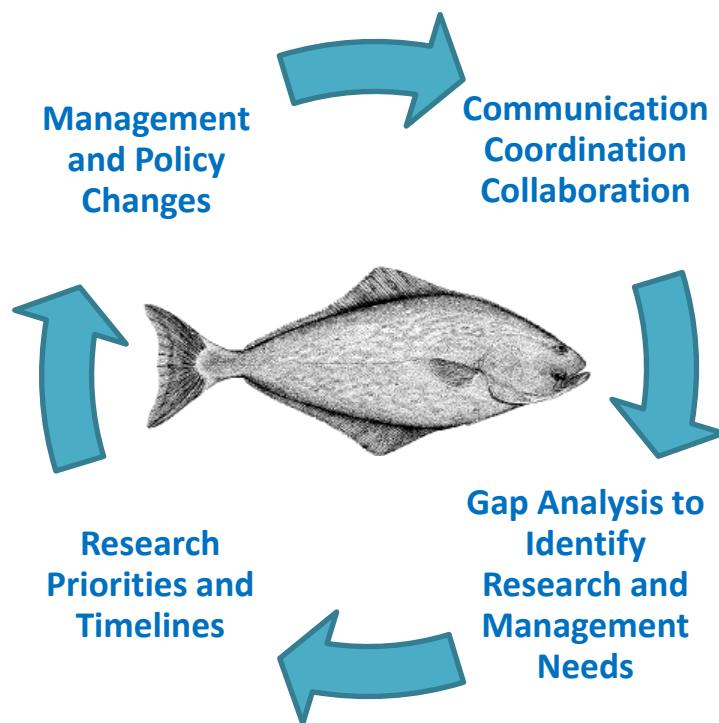 Management
and Policy
Changes
Communication
Coordination
Collaboration
Gap Analysis to
Identify
Research and
Management
Needs
Research
Priorities and
Timelines